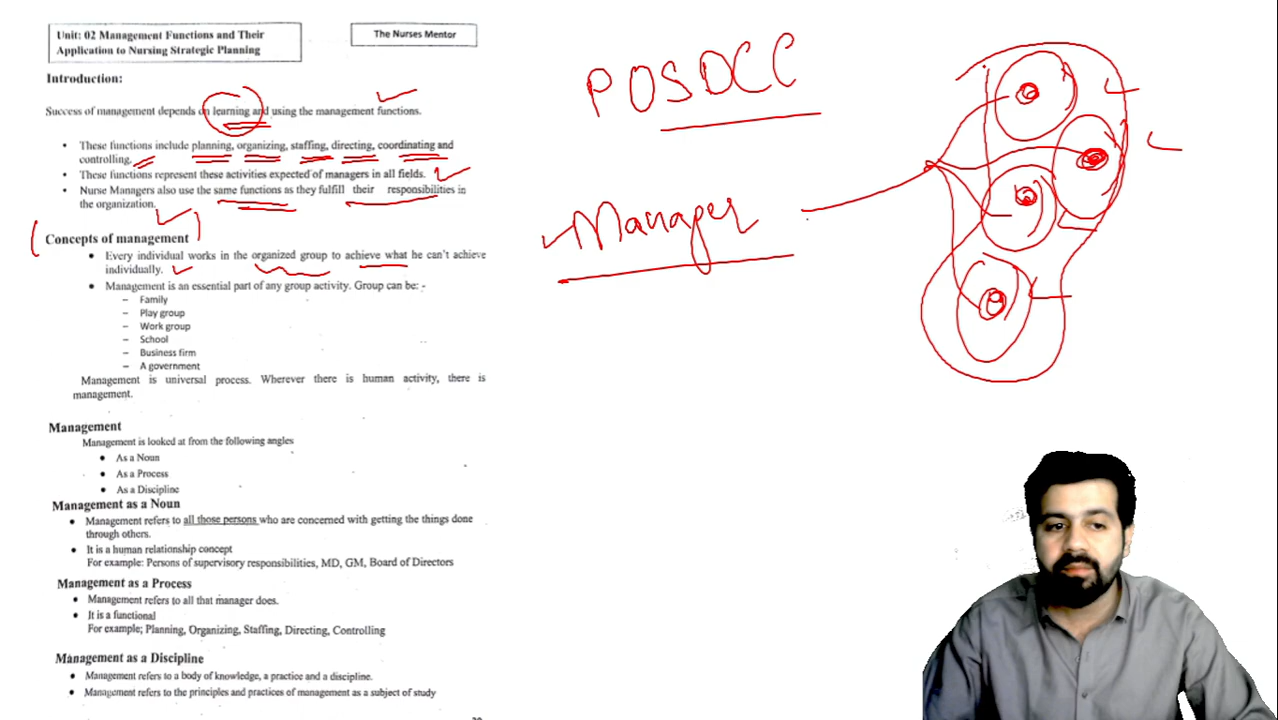 Unit: 02 Management Functions and Their
Application to Nursing Strategic Planning
The Nurses Mentor
Introduction:
Success of management depends on learning and using the management functions.
• These functions include planning, organizing, staffing, directing, coordinating and
controlling.
• These functions represent these activities expected of managers in all fields.
• Nurse Managers also use the same functions as they fulfill their responsibilities in
the organization.
Concepts of management
• Every individual works in the organized group to achieve what he can't achieve
individually.
• Management is an essential part of any group activity. Group can be: -
– Family
– Play group
– Work group
– School
– Business firm
– A government
Management is universal process. Wherever there is human activity, there is
management.
Management
Management is looked at from the following angles
• As a Noun
• As a Process
• As a Discipline
Management as a Noun
• Management refers to all those persons who are concerned with getting the things done
through others.
• It is a human relationship concept
For example: Persons of supervisory responsibilities, MD, GM, Board of Directors
Management as a Process
• Management refers to all that manager does.
• It is a functional
For example; Planning, Organizing, Staffing, Directing, Controlling
Management as a Discipline
• Management refers to a body of knowledge, a practice and a discipline.
• Management refers to the principles and practices of management as a subject of study
POSDCC
Manager